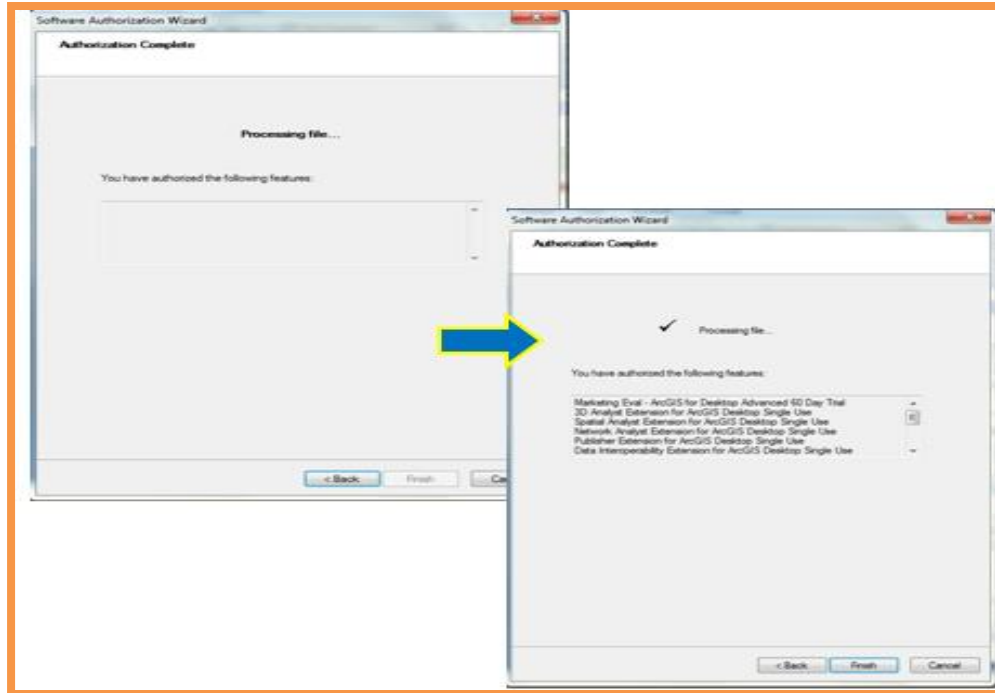 Software Authorization Wizard
Authorization Complete
Processing file...
You have authorized the following features:
< Back
Finish
Software Authorization Wizard
Authorization Complete
Processing file...
You have authorized the following features:
Marketing Eval - ArcGIS for Desktop Advanced 60 Day Trial
3D Analyst Extension for ArcGIS Desktop Single Use
Spatial Analyst Extension for ArcGIS Desktop Single Use
Network Analyst Extension for ArcGIS Desktop Single Use
Publisher Extension for ArcGIS Desktop Single Use
Data Interoperability Extension for ArcGIS Desktop Single Use
< Back
Finish
Cancel